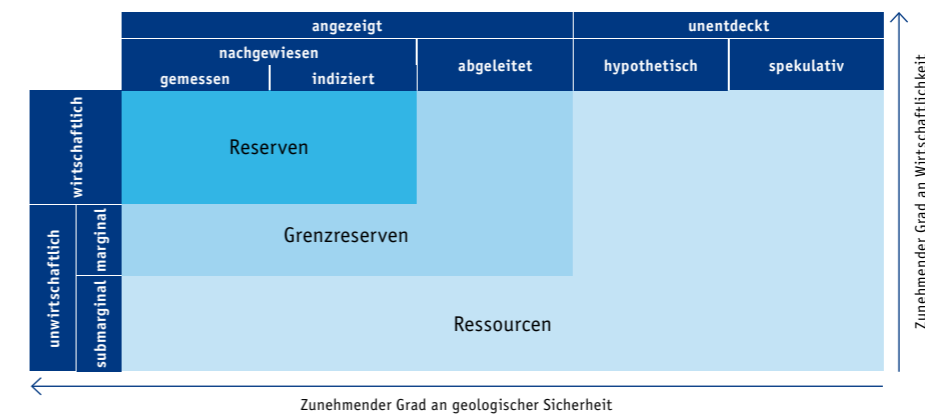 angezeigt
unentdeckt
nachgewiesen
abgeleitet
hypothetisch
spekulativ
gemessen
indiziert
wirtschaftlich
Reserven
unwirtschaftlich
marginal
Grenzreserven
submarginal
Ressourcen
Zunehmender Grad an Wirtschaftlichkeit
Zunehmender Grad an geologischer Sicherheit